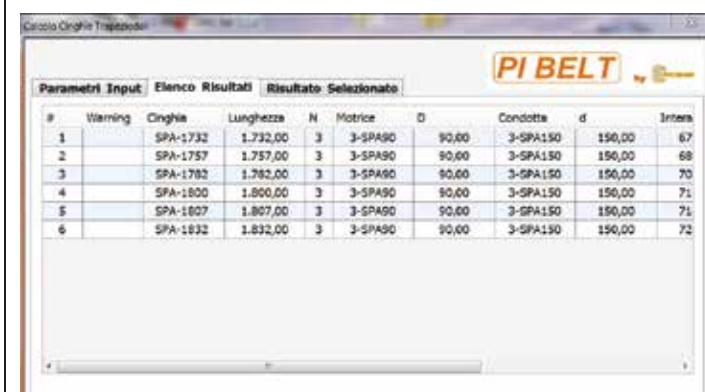 Calcolo Cinghie Trapezoidali
PI BELT by
Parametri Input Elenco Risultati Risultato Selezionato
# Warning Cinghia Lunghezza N Motrice D Condotta d Intera
1 SPA-1732 1.732,00 3 3-SPA90 90,00 3-SPA150 150,00 67
2 SPA-1757 1.757,00 3 3-SPA90 90,00 3-SPA150 150,00 68
3 SPA-1782 1.782,00 3 3-SPA90 90,00 3-SPA150 150,00 70
4 SPA-1800 1.800,00 3 3-SPA90 90,00 3-SPA150 150,00 71
5 SPA-1807 1.807,00 3 3-SPA90 90,00 3-SPA150 150,00 71
6 SPA-1832 1.832,00 3 3-SPA90 90,00 3-SPA150 150,00 72